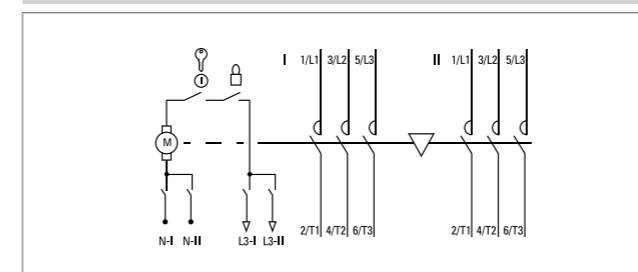 I 1/L1 3/L2 5/L3 II 1/L1 3/L2 5/L3
I
M
2/T1 4/T2 6/T3 2/T1 4/T2 6/T3
N-I N-II L3-I L3-II